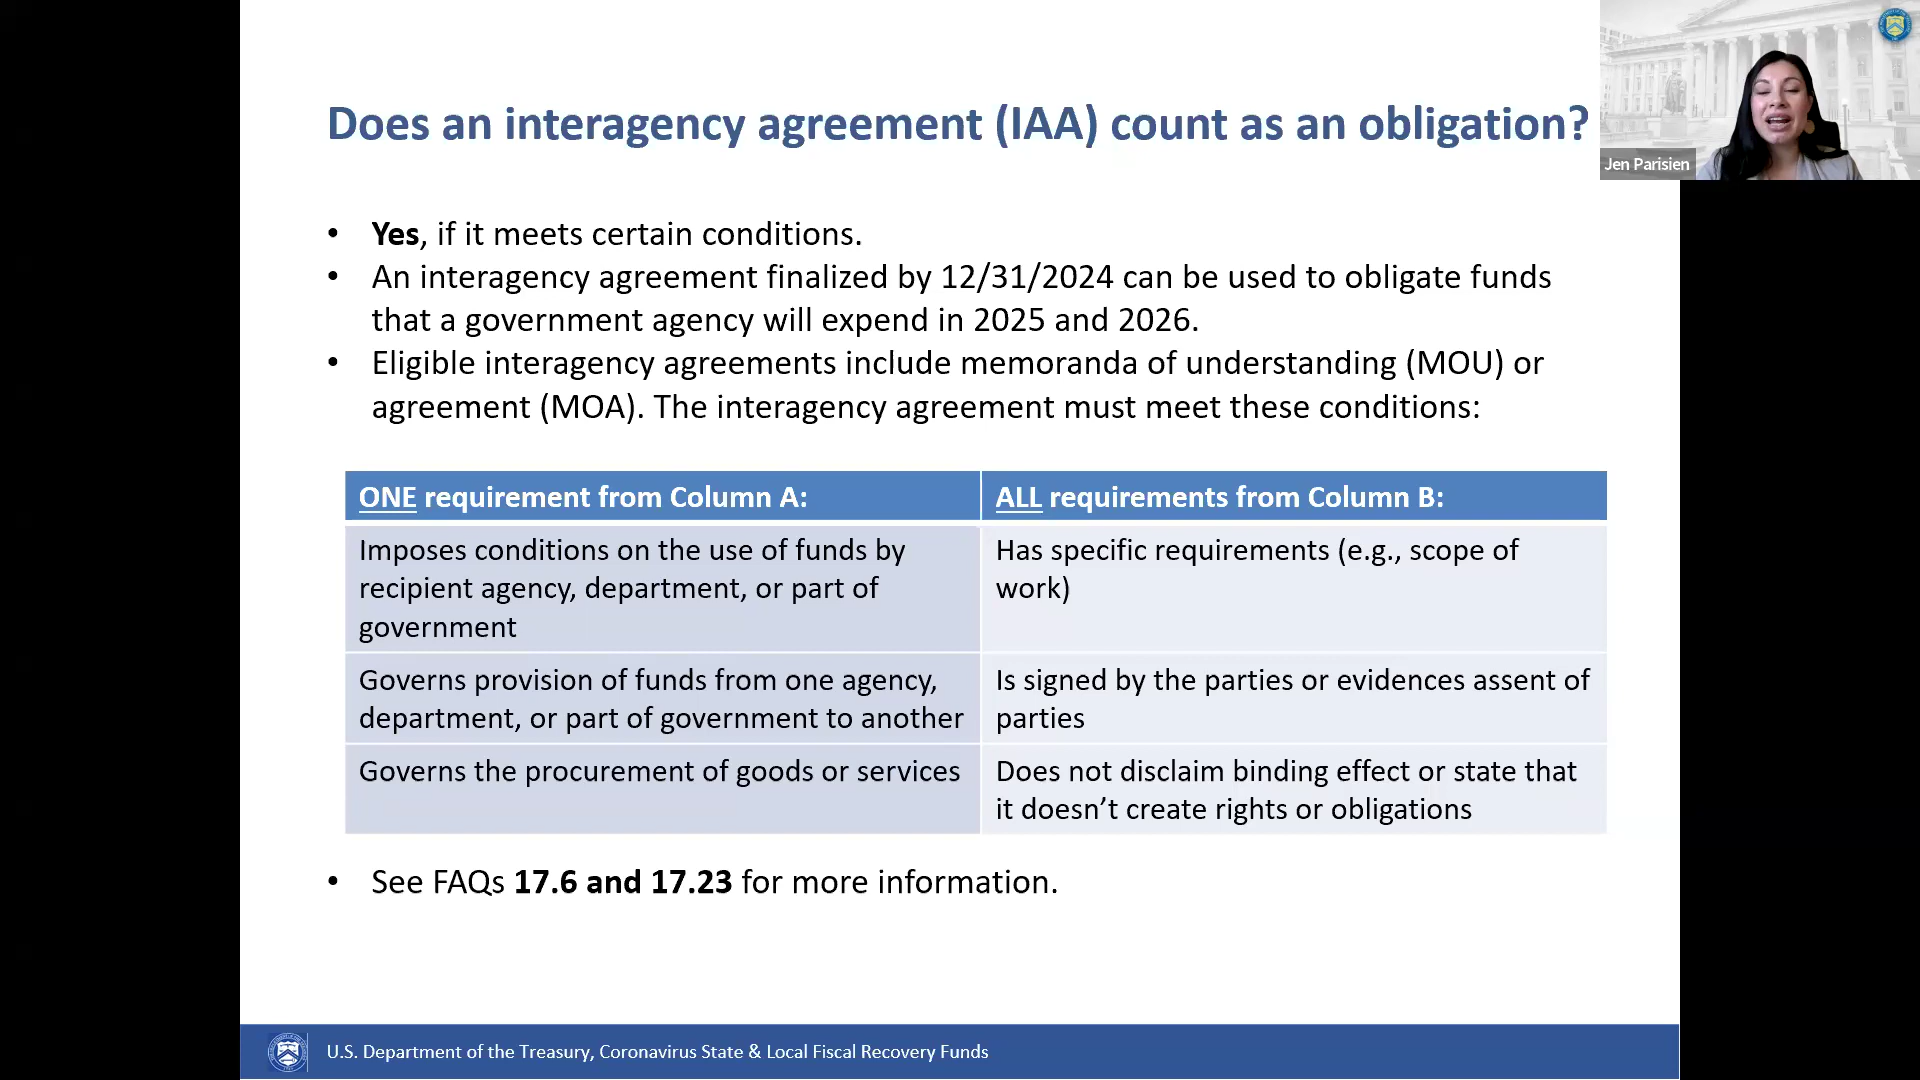 Does an interagency agreement (IAA) count as an obligation?
Jen Parisien
• Yes, if it meets certain conditions.
• An interagency agreement finalized by 12/31/2024 can be used to obligate funds
that a government agency will expend in 2025 and 2026.
• Eligible interagency agreements include memoranda of understanding (MOU) or
agreement (MOA). The interagency agreement must meet these conditions:
ONE requirement from Column A:
ALL requirements from Column B:
Imposes conditions on the use of funds by
recipient agency, department, or part of
government
Has specific requirements (e.g., scope of
work)
Governs provision of funds from one agency,
department, or part of government to another
Is signed by the parties or evidences assent of
parties
Governs the procurement of goods or services
Does not disclaim binding effect or state that
it doesn’t create rights or obligations
• See FAQs 17.6 and 17.23 for more information.
U.S. Department of the Treasury, Coronavirus State & Local Fiscal Recovery Funds